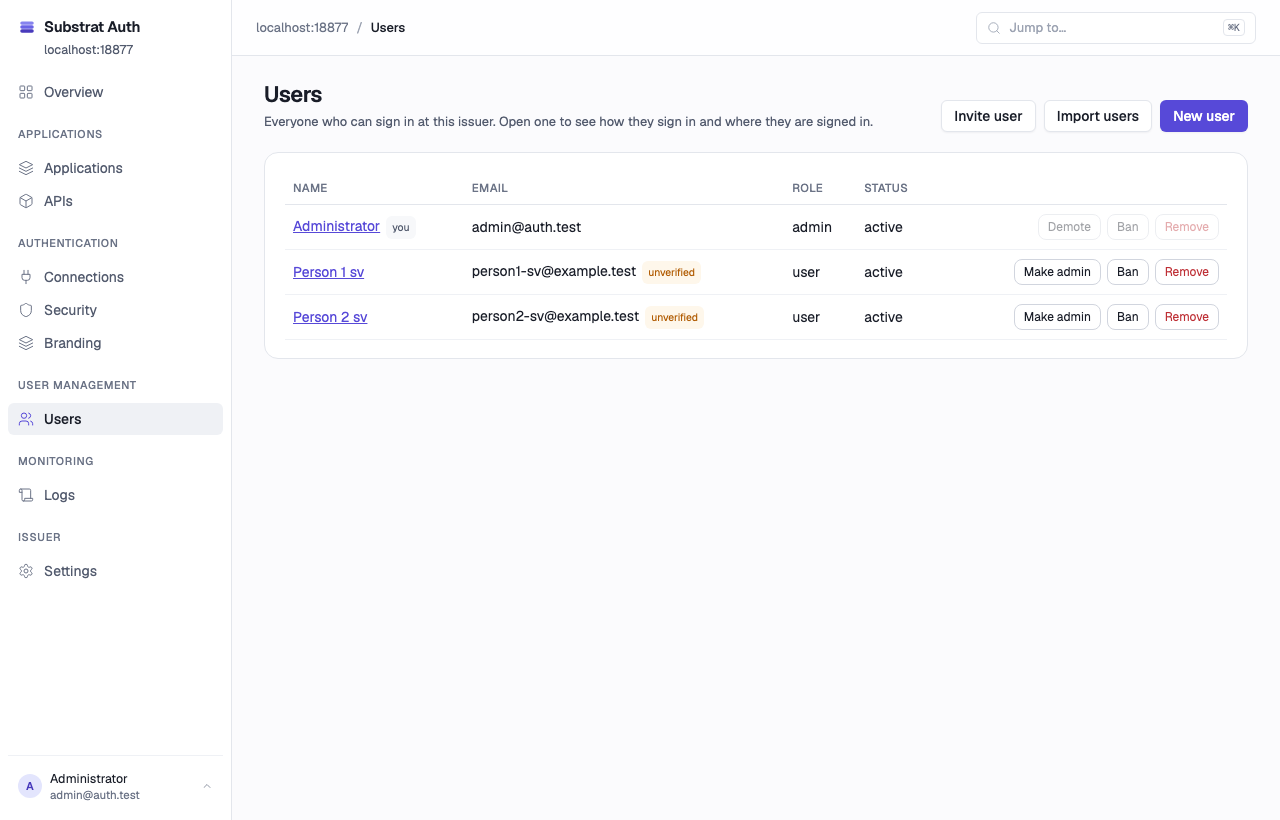 Substrat Auth
localhost:18877
localhost:18877 / Users
Jump to…
⌘K
Overview
APPLICATIONS
Applications
APIs
AUTHENTICATION
Connections
Security
Branding
USER MANAGEMENT
Users
MONITORING
Logs
ISSUER
Settings
A
Administrator
admin@auth.test
Users
Everyone who can sign in at this issuer. Open one to see how they sign in and where they are signed in.
Invite user Import users New user
NAME EMAIL ROLE STATUS
Administrator you admin@auth.test admin active Demote Ban Remove
Person 1 sv person1-sv@example.test unverified user active Make admin Ban Remove
Person 2 sv person2-sv@example.test unverified user active Make admin Ban Remove